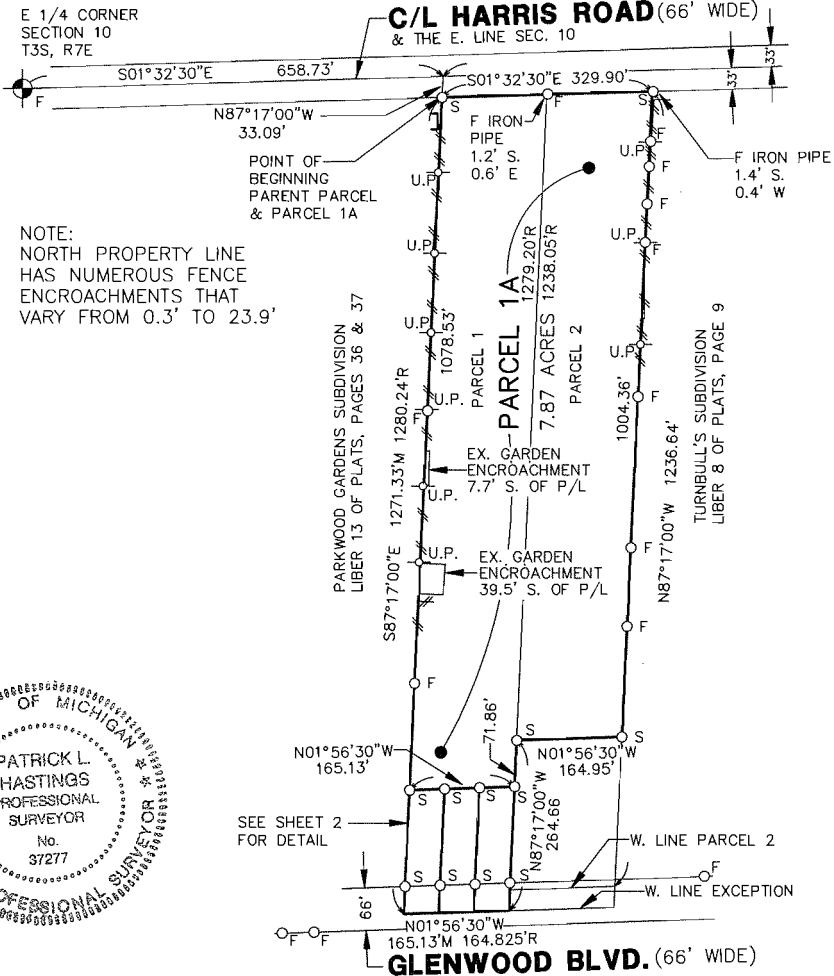 E 1/4 CORNER
SECTION 10
T3S, R7E
C/L HARRIS ROAD (66' WIDE)
& THE E. LINE SEC. 10
33'
33'
S01°32'30"E 658.73'
S01°32'30"E 329.90'
F
S
F
S
N87°17'00"W
33.09'
POINT OF
BEGINNING
PARENT PARCEL
& PARCEL 1A
F IRON
PIPE
1.2' S.
0.6' E
F IRON PIPE
1.4' S.
0.4' W
F
U.P.
F
F
U.P.
F
U.P.
F
F
F
U.P.
U.P.
U.P.
U.P.
F
U.P.
U.P.
F
NOTE:
NORTH PROPERTY LINE
HAS NUMEROUS FENCE
ENCROACHMENTS THAT
VARY FROM 0.3' TO 23.9'
PARKWOOD GARDENS SUBDIVISION
LIBER 13 OF PLATS, PAGES 36 & 37
S87°17'00"E 1271.33'M 1280.24'R
1078.53'
PARCEL 1
PARCEL 1A
7.87 ACRES
1279.20'R
1238.05'R
PARCEL 2
1004.36'
N87°17'00"W 1236.64'
TURNBULL'S SUBDIVISION
LIBER 8 OF PLATS, PAGE 9
EX. GARDEN
ENCROACHMENT
7.7' S. OF P/L
EX. GARDEN
ENCROACHMENT
39.5' S. OF P/L
71.86'
S
S
N01°56'30"W
165.13'
N01°56'30"W
164.95'
S
S
S
S
N87°17'00"W
264.66
SEE SHEET 2
FOR DETAIL
W. LINE PARCEL 2
F
W. LINE EXCEPTION
S
S
S
S
66'
F
F
N01°56'30"W
165.13'M 164.825'R
GLENWOOD BLVD. (66' WIDE)
OF MICHIGAN
PATRICK L.
HASTINGS
PROFESSIONAL
SURVEYOR
No.
37277
PROFESSIONAL SURVEYOR